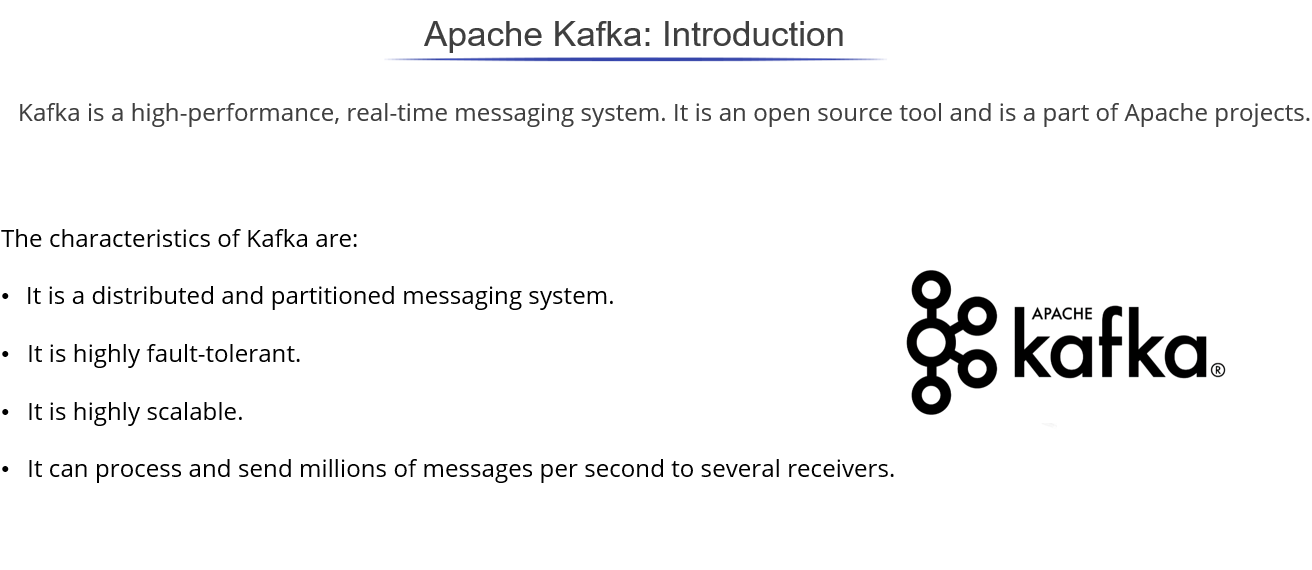 Apache Kafka: Introduction
Kafka is a high-performance, real-time messaging system. It is an open source tool and is a part of Apache projects.
The characteristics of Kafka are:
• It is a distributed and partitioned messaging system.
• It is highly fault-tolerant.
• It is highly scalable.
• It can process and send millions of messages per second to several receivers.
APACHE
kafka®